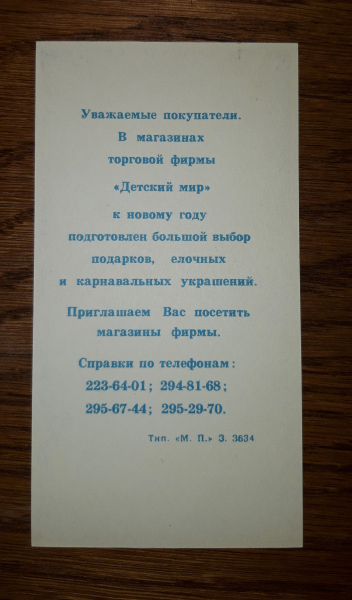 Уважаемые покупатели.
В магазинах
торговой фирмы
«Детский мир»
к новому году
подготовлен большой выбор
подарков, елочных
и карнавальных украшений.
Приглашаем Вас посетить
магазины фирмы.
Справки по телефонам:
223-64-01; 294-81-68;
295-67-44; 295-29-70.
Тип. «М. П.» З. 3634